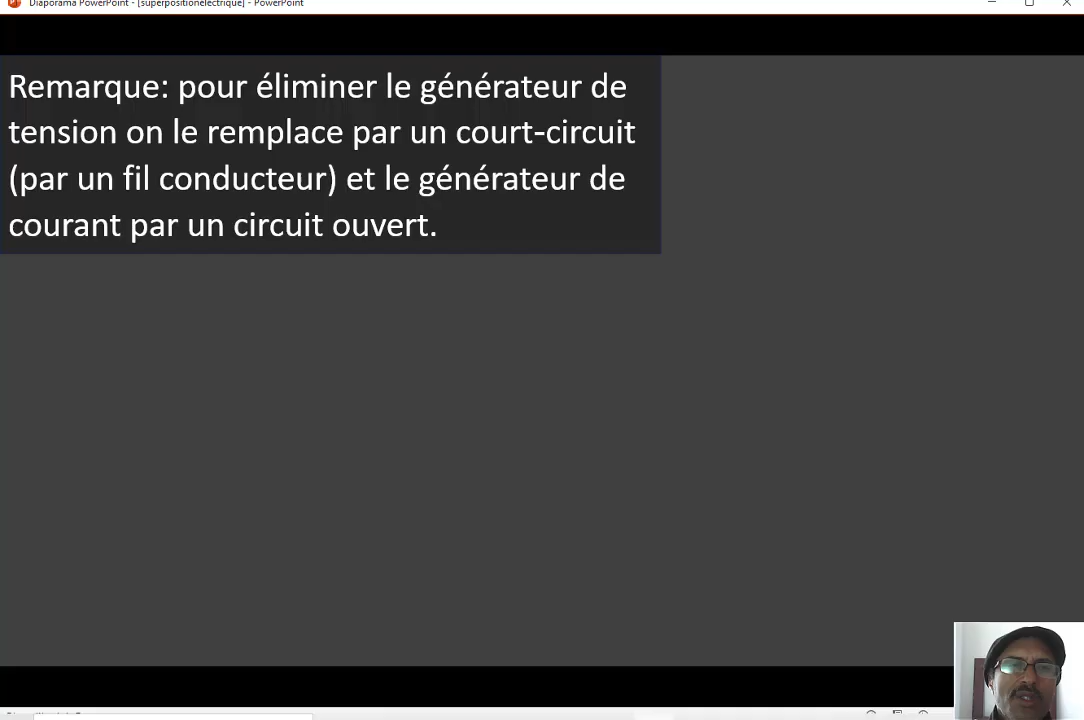 Diaporama PowerPoint - [superpositionelectrique] - PowerPoint
Remarque: pour éliminer le générateur de
tension on le remplace par un court-circuit
(par un fil conducteur) et le générateur de
courant par un circuit ouvert.